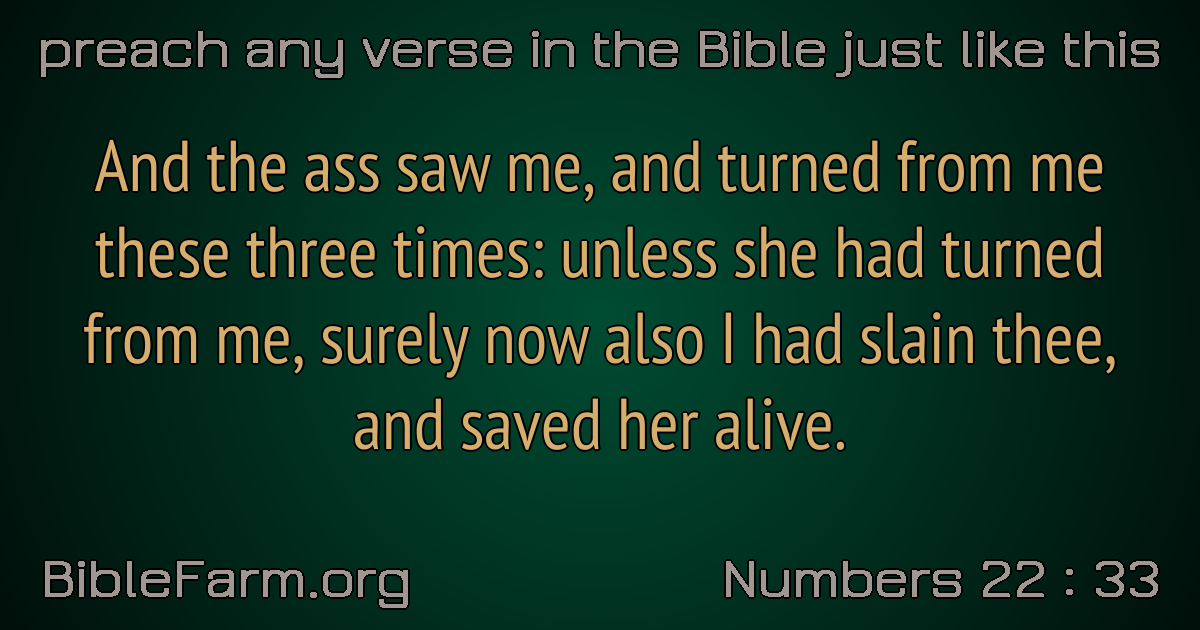 preach any verse in the Bible just like this
And the ass saw me, and turned from me
these three times: unless she had turned
from me, surely now also I had slain thee,
and saved her alive.
BibleFarm.org
Numbers 22 : 33